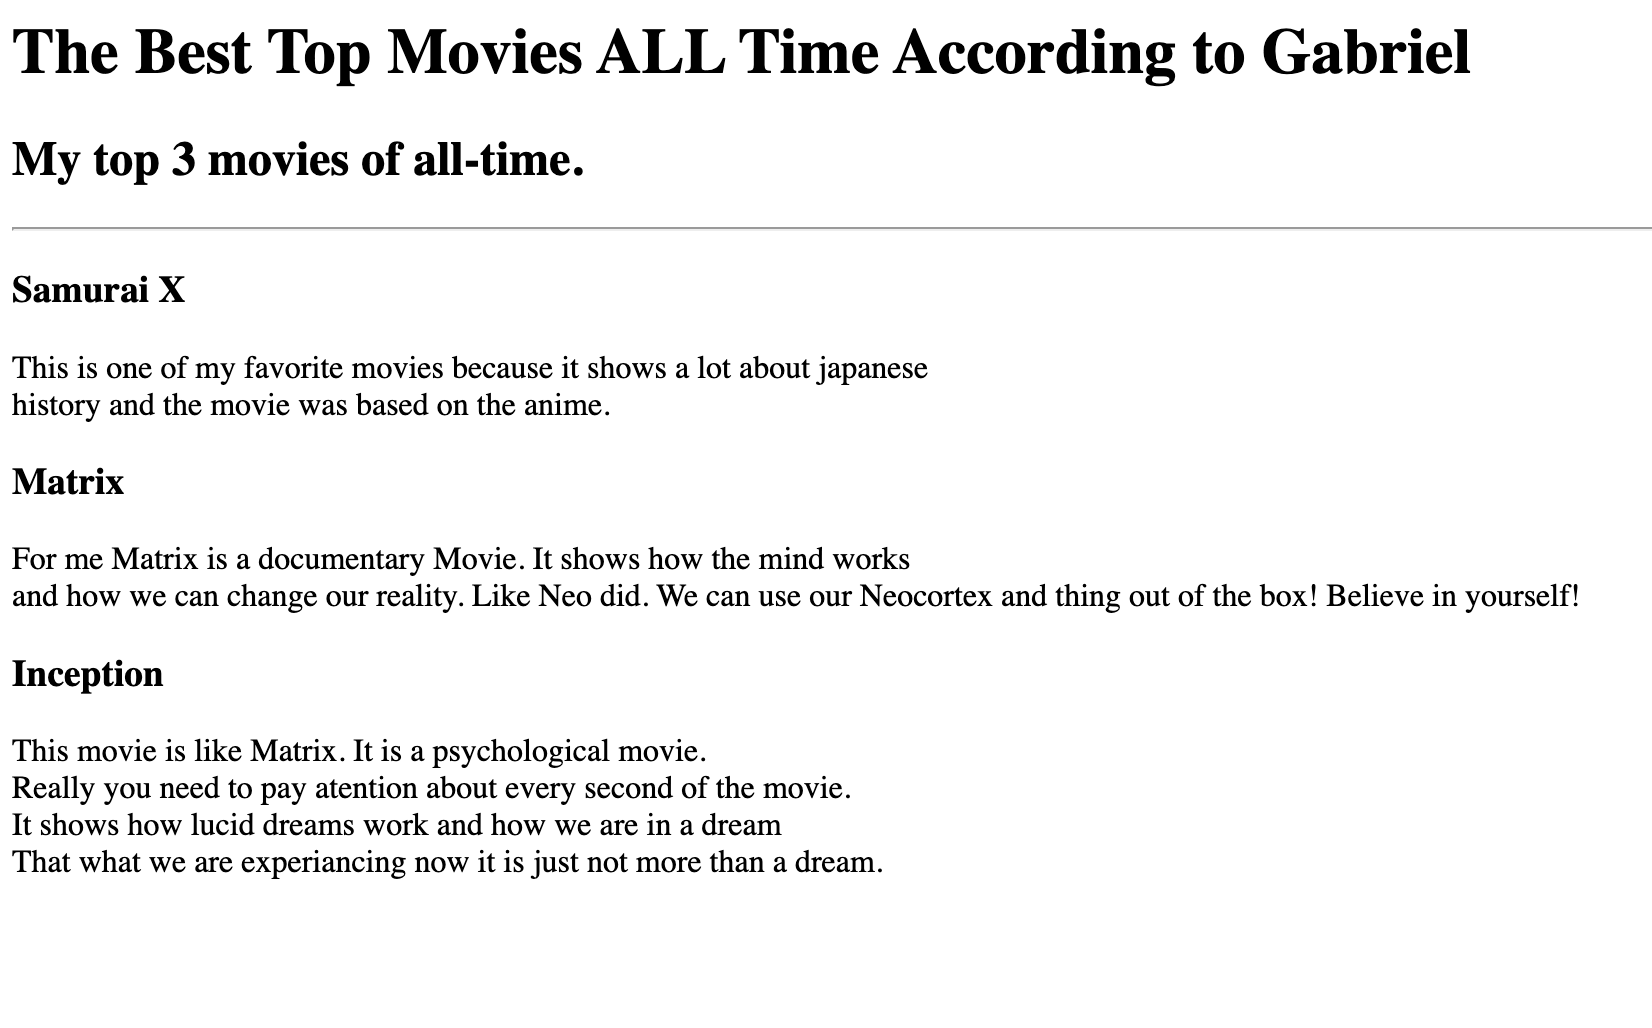 The Best Top Movies ALL Time According to Gabriel
My top 3 movies of all-time.
Samurai X
This is one of my favorite movies because it shows a lot about japanese
history and the movie was based on the anime.
Matrix
For me Matrix is a documentary Movie. It shows how the mind works
and how we can change our reality. Like Neo did. We can use our Neocortex and thing out of the box! Believe in yourself!
Inception
This movie is like Matrix. It is a psychological movie.
Really you need to pay atention about every second of the movie.
It shows how lucid dreams work and how we are in a dream
That what we are experiancing now it is just not more than a dream.